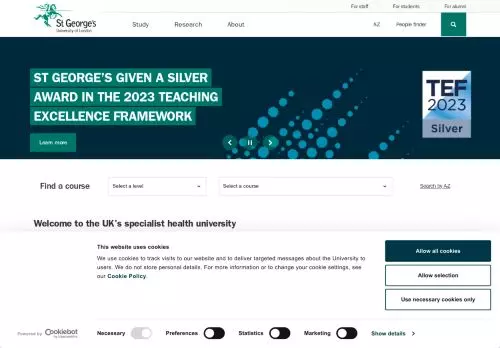 For staff For students For alumni
St George's
University of London
Study Research About AZ People finder
ST GEORGE'S GIVEN A SILVER
AWARD IN THE 2023 TEACHING
EXCELLENCE FRAMEWORK
Learn more
TEF
2023
Silver
Find a course Select a level Select a course Search by AZ
Welcome to the UK's specialist health university
This website uses cookies
We use cookies to track visits to our website and to deliver targeted messages about the University to
users. We do not store personal details. For more information or to change your cookie settings, see
our Cookie Policy.
Allow all cookies
Allow selection
Use necessary cookies only
Powered by Cookiebot
by Usercentrics
Necessary Preferences Statistics Marketing Show details